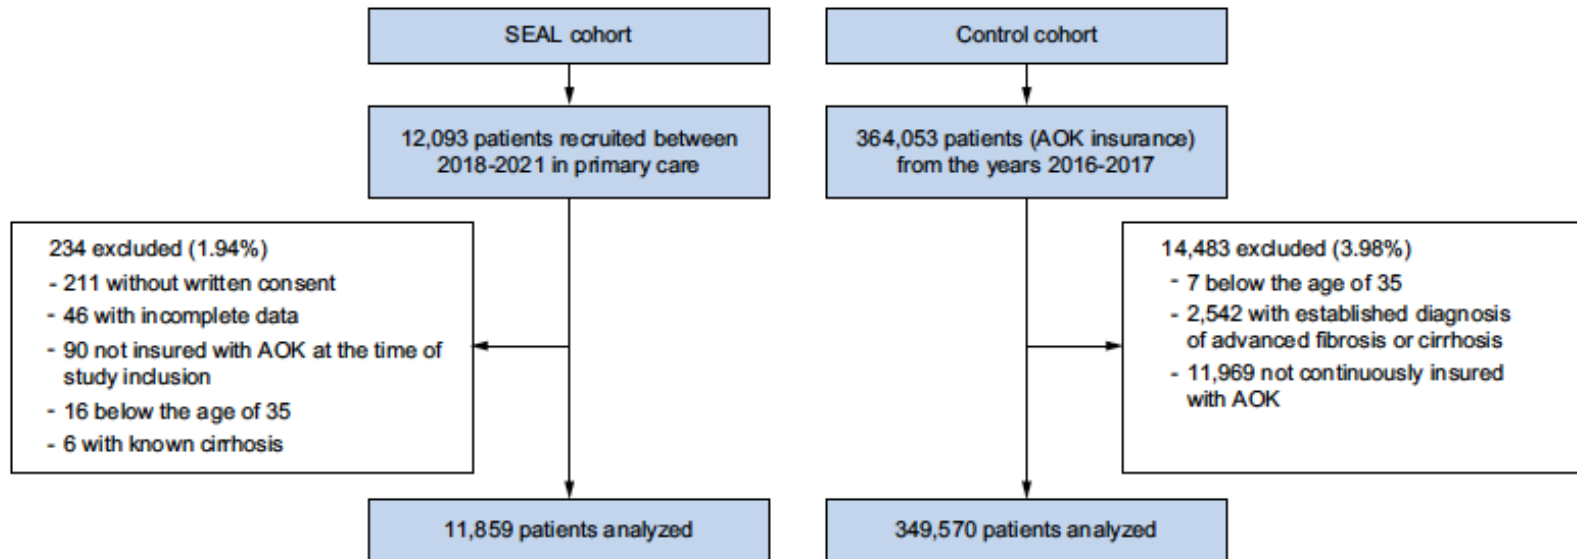 SEAL cohort
12,093 patients recruited between
2018-2021 in primary care
234 excluded (1.94%)
- 211 without written consent
- 46 with incomplete data
- 90 not insured with AOK at the time of
study inclusion
- 16 below the age of 35
- 6 with known cirrhosis
11,859 patients analyzed
Control cohort
364,053 patients (AOK insurance)
from the years 2016-2017
14,483 excluded (3.98%)
- 7 below the age of 35
- 2,542 with established diagnosis
of advanced fibrosis or cirrhosis
- 11,969 not continuously insured
with AOK
349,570 patients analyzed